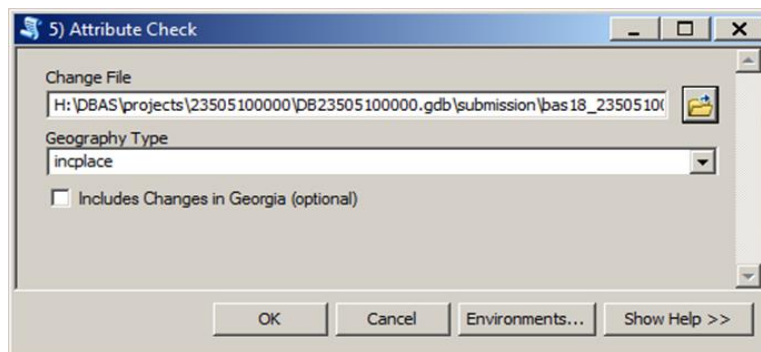 5) Attribute Check
Change File
H:\DBAS\projects\23505100000\DB23505100000.gdb\submission\bas18_2350510(
Geography Type
incplace
Includes Changes in Georgia (optional)
OK Cancel Environments... Show Help >>